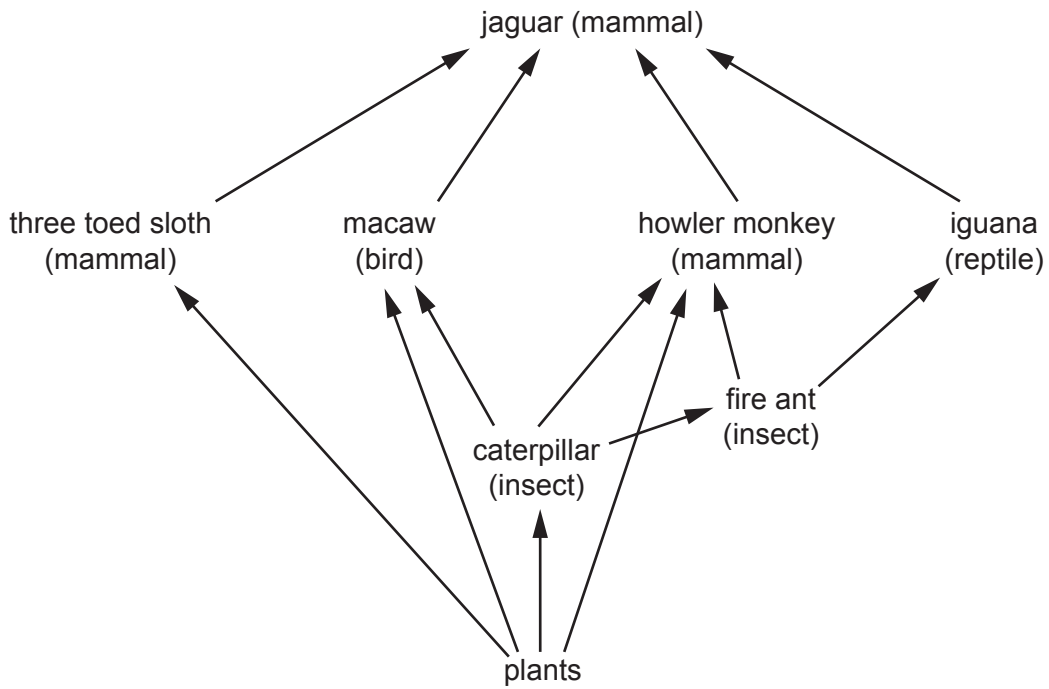 jaguar (mammal)
three toed sloth
(mammal)
macaw
(bird)
howler monkey
(mammal)
iguana
(reptile)
fire ant
(insect)
caterpillar
(insect)
plants